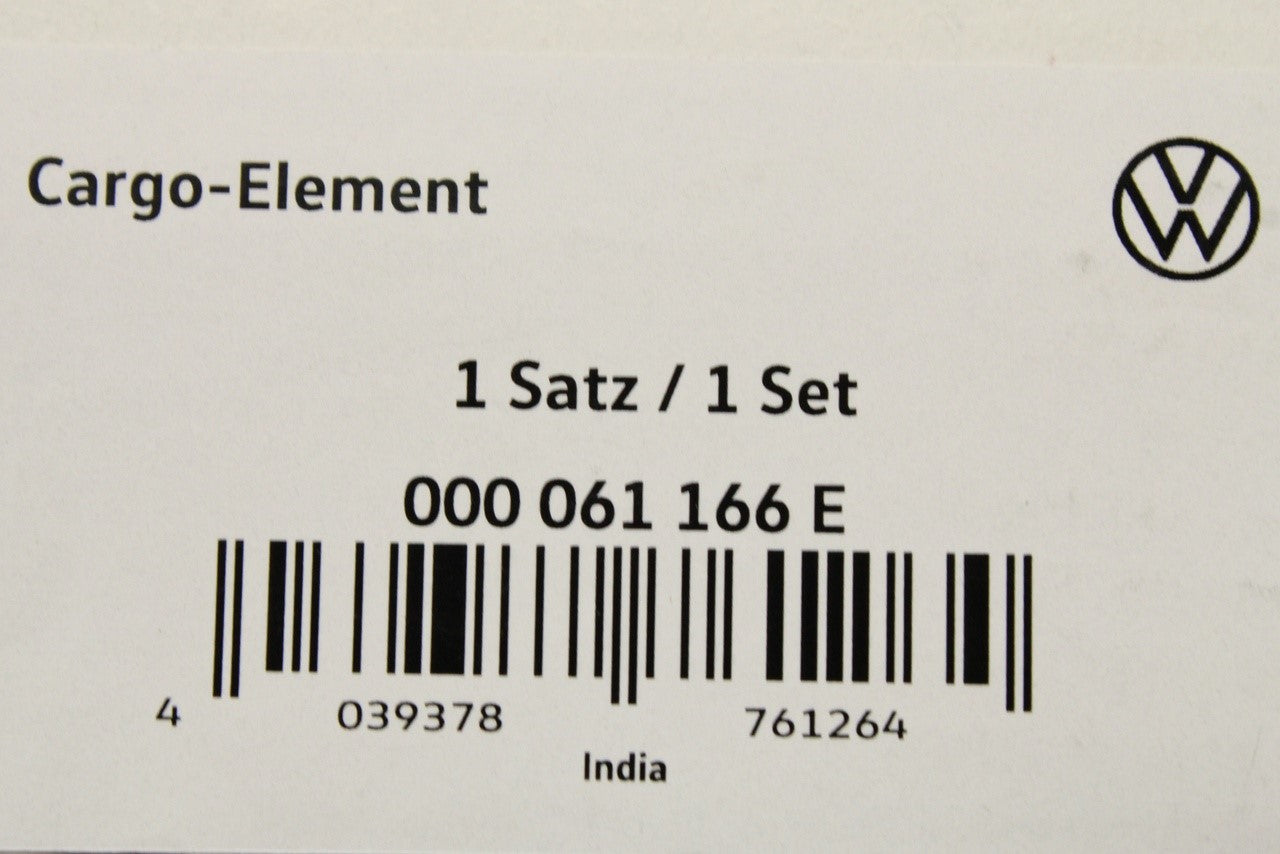 Cargo-Element
1 Satz / 1 Set
000 061 166 E
4 039378 761264
India